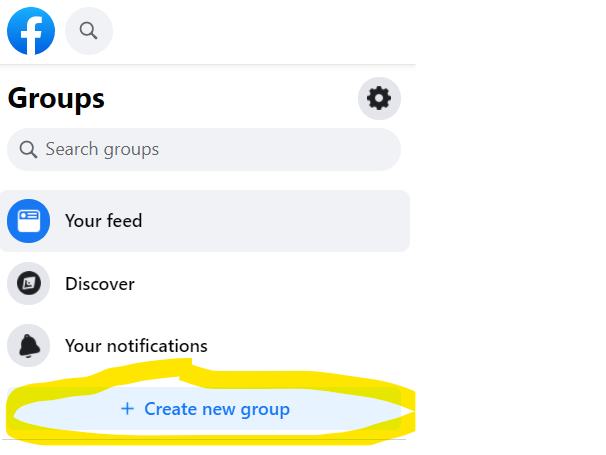 Groups
Search groups
Your feed
Discover
Your notifications
+ Create new group